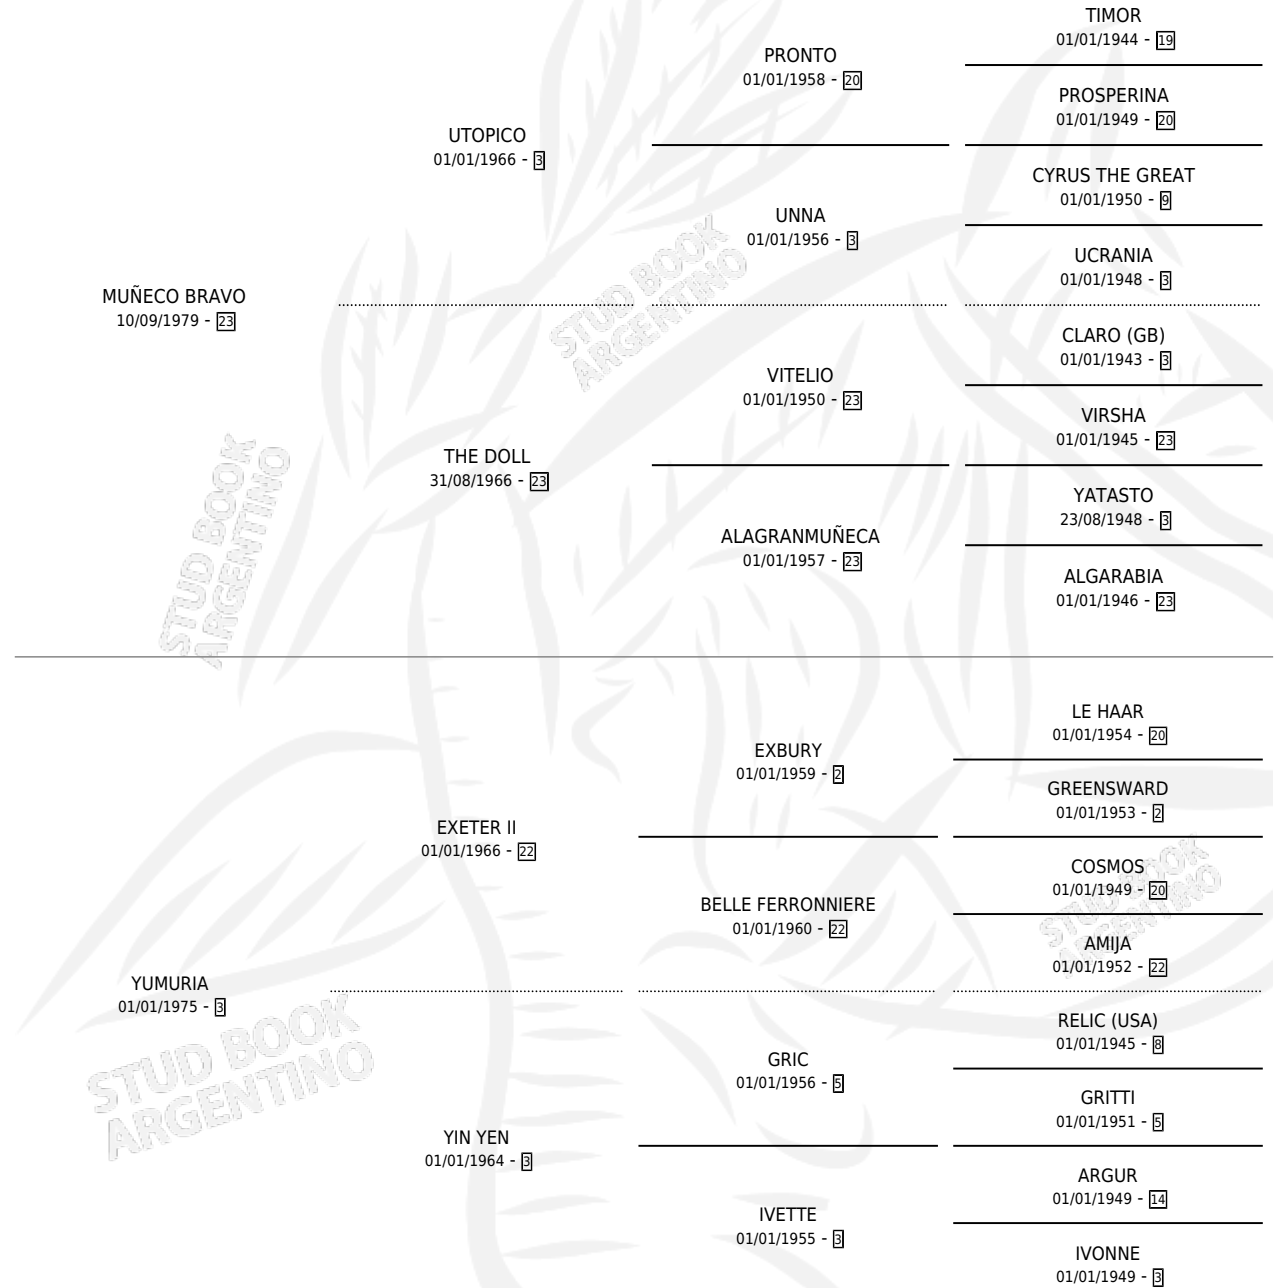 TIMOR
01/01/1944 - 19
PRONTO
01/01/1958 - 20
PROSPERINA
01/01/1949 - 20
UTOPICO
01/01/1966 - 3
CYRUS THE GREAT
01/01/1950 - 9
UNNA
01/01/1956 - 3
UCRANIA
01/01/1948 - 3
MUÑECO BRAVO
10/09/1979 - 23
STUD BOOK
ARGENTINO
CLARO (GB)
01/01/1943 - 3
VITELIO
01/01/1950 - 23
VIRSHA
01/01/1945 - 23
THE DOLL
31/08/1966 - 23
YATASTO
23/08/1948 - 3
ALAGRANMUÑECA
01/01/1957 - 23
ALGARABIA
01/01/1946 - 23
STUD BOOK
ARGENTINO
LE HAAR
01/01/1954 - 20
EXBURY
01/01/1959 - 2
GREENSWARD
01/01/1953 - 2
EXETER II
01/01/1966 - 22
COSMOS
01/01/1949 - 20
BELLE FERRONNIERE
01/01/1960 - 22
AMIJA
01/01/1952 - 22
STUD BOOK
ARGENTINO
YUMURIA
01/01/1975 - 3
RELIC (USA)
01/01/1945 - 8
GRIC
01/01/1956 - 5
GRITTI
01/01/1951 - 5
STUD BOOK
ARGENTINO
YIN YEN
01/01/1964 - 3
ARGUR
01/01/1949 - 14
IVETTE
01/01/1955 - 3
IVONNE
01/01/1949 - 3